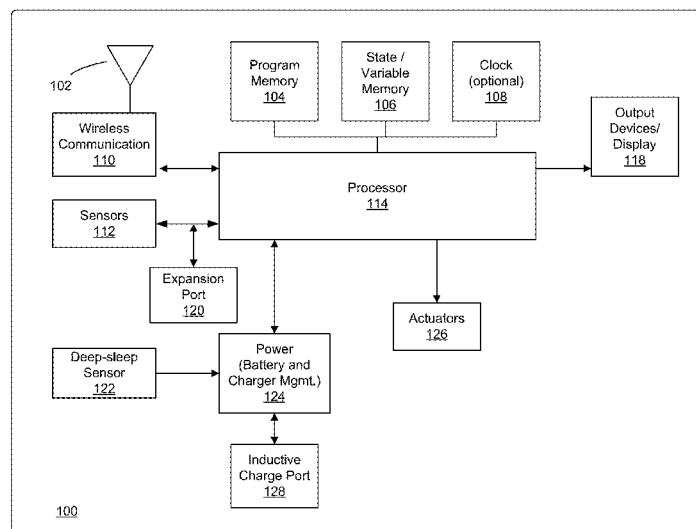 102
Program
Memory
104
State /
Variable
Memory
106
Clock
(optional)
108
Wireless
Communication
110
Output
Devices/
Display
118
Processor
114
Sensors
112
Expansion
Port
120
Actuators
126
Deep-sleep
Sensor
122
Power
(Battery and
Charger Mgmt.)
124
Inductive
Charge Port
128
100